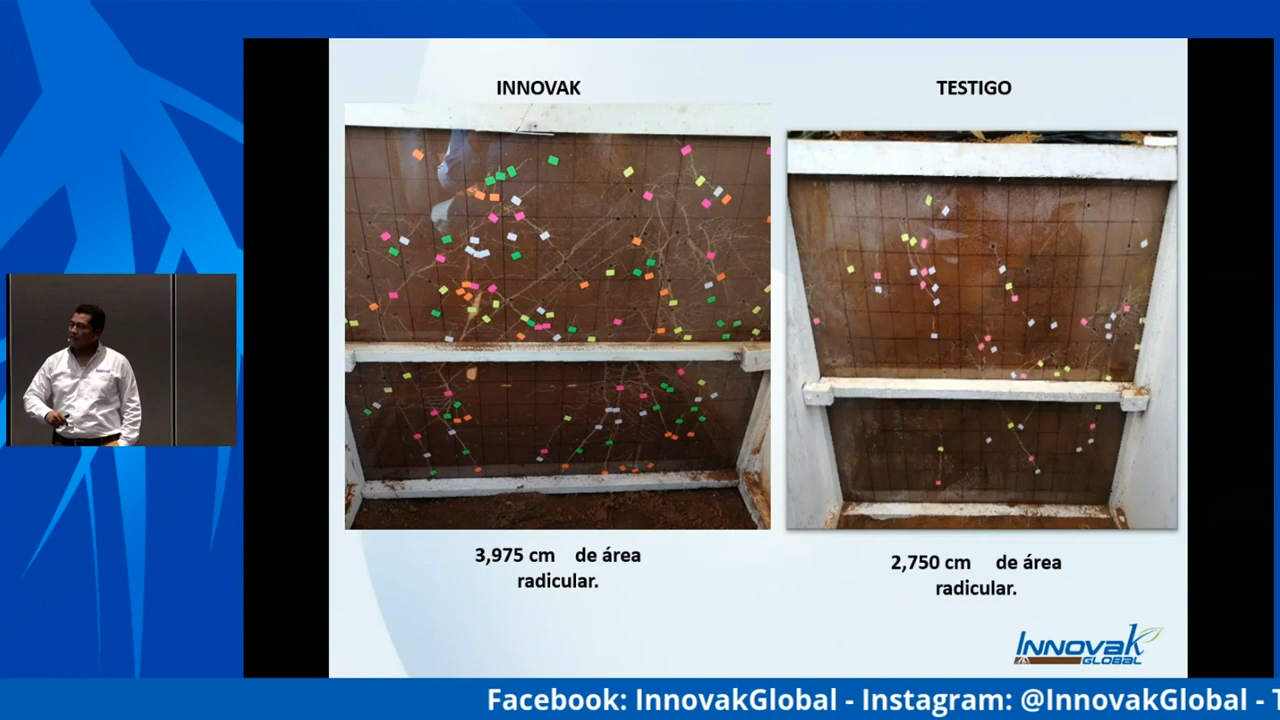 INNOVAK
TESTIGO
3,975 cm de área
radicular.
2,750 cm de área
radicular.
Innovak
GLOBAL
Facebook: InnovakGlobal - Instagram: @InnovakGlobal - T